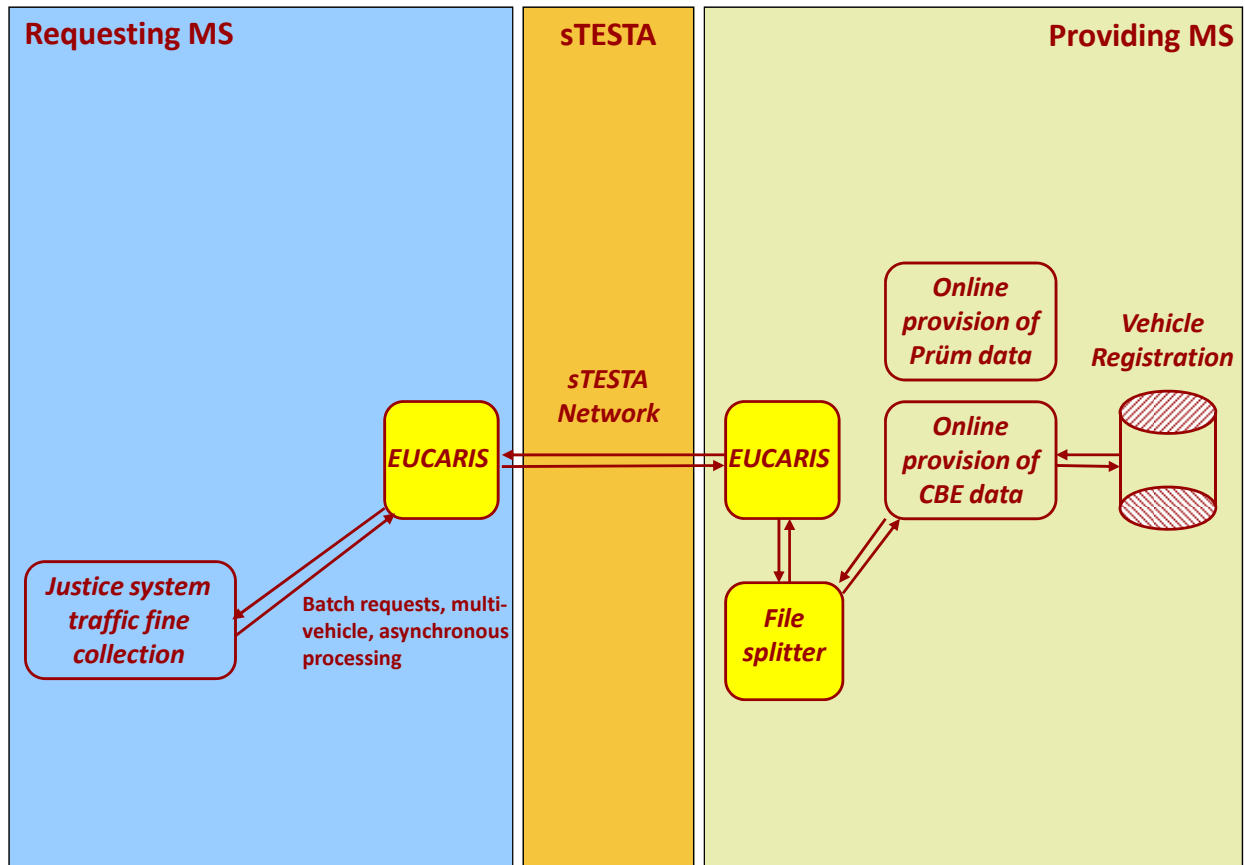 Requesting MS
sTESTA
Providing MS
Online
provision of
Prüm data
Vehicle
Registration
sTESTA
Network
EUCARIS
EUCARIS
Online
provision of
CBE data
Justice system
traffic fine
collection
Batch requests, multi-
vehicle, asynchronous
processing
File
splitter